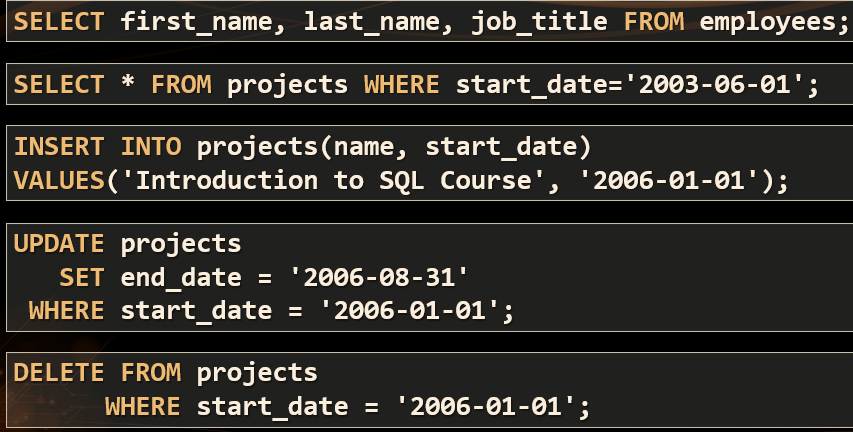 SELECT first_name, last_name, job_title FROM employees;
SELECT * FROM projects WHERE start_date='2003-06-01';
INSERT INTO projects(name, start_date)
VALUES('Introduction to SQL Course', '2006-01-01');
UPDATE projects
SET end_date = '2006-08-31'
WHERE start_date = '2006-01-01';
DELETE FROM projects
WHERE start_date = '2006-01-01';